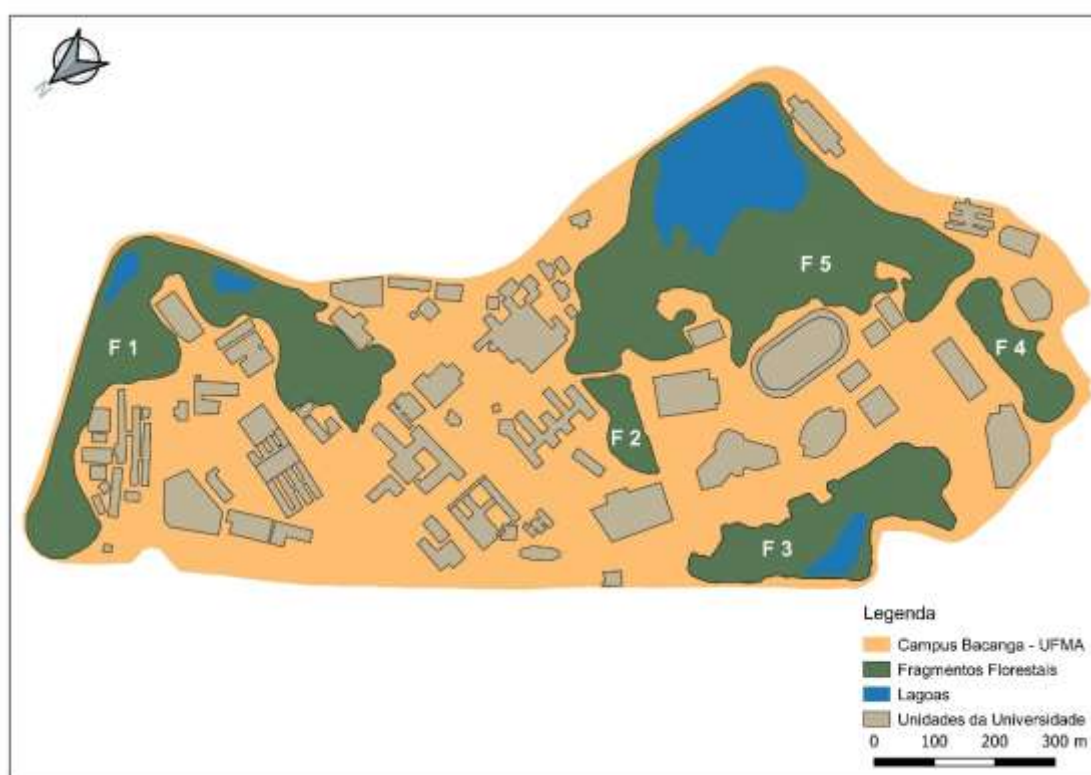 N
F 5
F 1
F 4
F 2
F 3
Legenda
Campus Bacanga - UFMA
Fragmentos Florestais
Lagoas
Unidades da Universidade
0 100 200 300 m